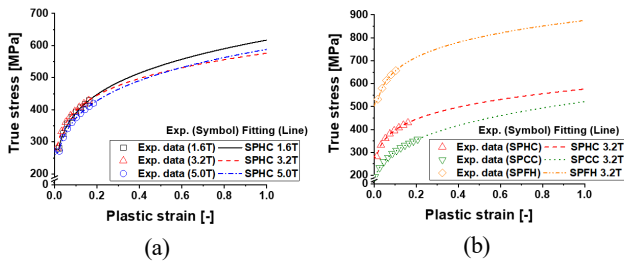 (a)
True stress [MPa]
700
600
500
400
300
200
0
Exp. (Symbol) Fitting (Line)
Exp. data (1.6T) SPHC 1.6T
Exp. data (3.2T) SPHC 3.2T
Exp. data (5.0T) SPHC 5.0T
0.0 0.2 0.4 0.6 0.8 1.0
Plastic strain [-]
(a)
(b)
True stress [MPa]
900
800
700
600
500
400
300
200
0
Exp. (Symbol) Fitting (Line)
Exp. data (SPHC) SPHC 3.2T
Exp. data (SPCC) SPCC 3.2T
Exp. data (SPFH) SPFH 3.2T
0.0 0.2 0.4 0.6 0.8 1.0
Plastic strain [-]
(b)